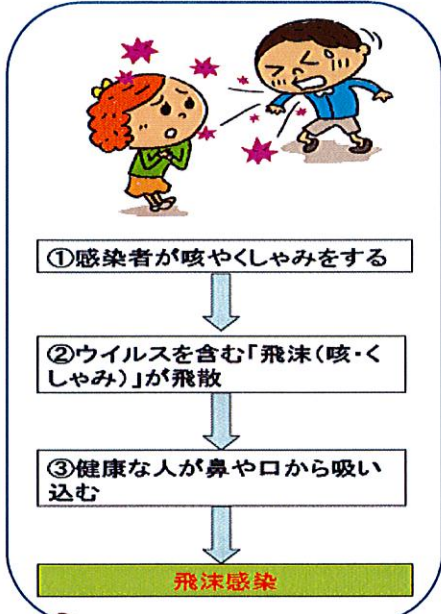 ①感染者が咳やくしゃみをする
②ウイルスを含む「飛沫(咳・く
しゃみ)」が飛散
③健康な人が鼻や口から吸い
込む
飛沫感染